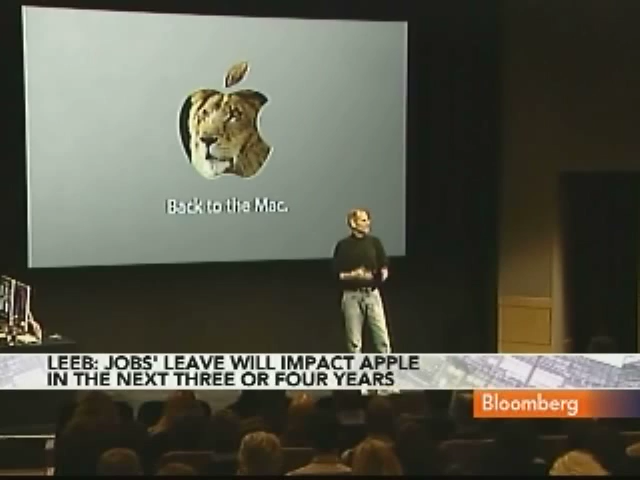 Back to the Mac.
LEEB: JOBS' LEAVE WILL IMPACT APPLE
IN THE NEXT THREE OR FOUR YEARS
Bloomberg